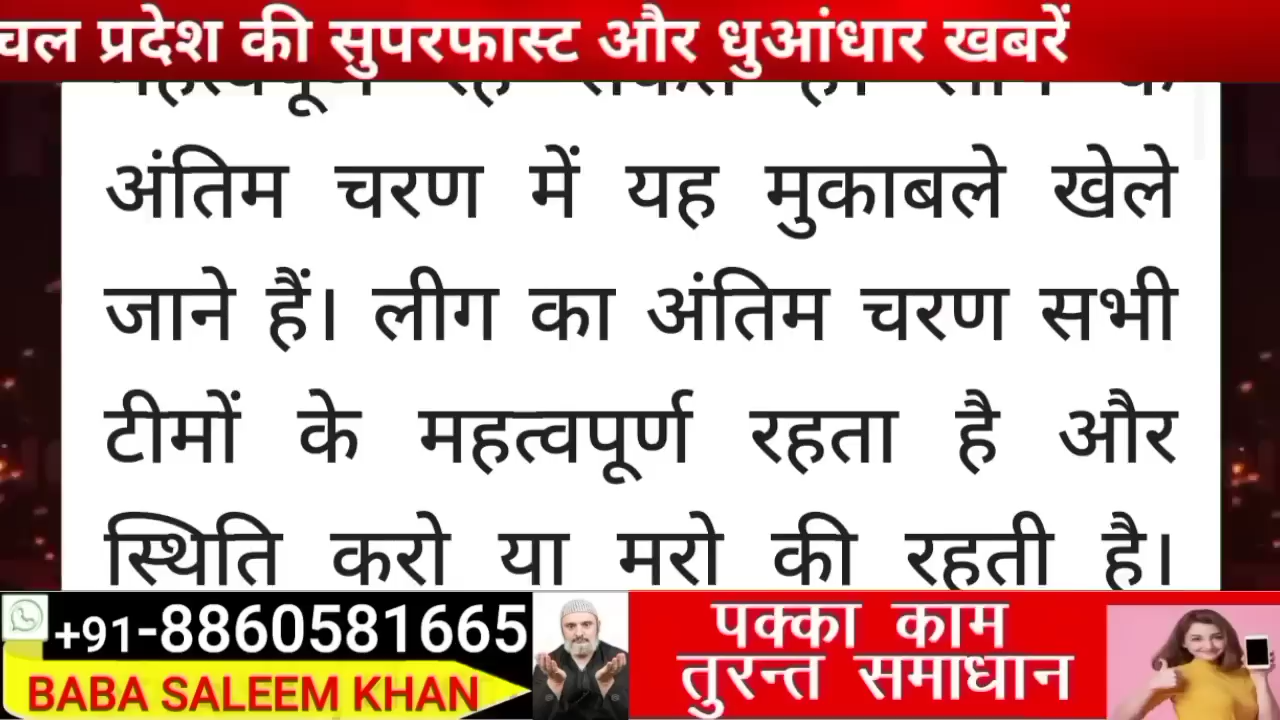 चल प्रदेश की सुपरफास्ट और धुआंधार खबरें
अंतिम चरण में यह मुकाबले खेले
जाने हैं। लीग का अंतिम चरण सभी
टीमों के महत्वपूर्ण रहता है और
स्थिति करो या मरो की रहती है।
+91-8860581665
BABA SALEEM KHAN
पक्का काम
तुरन्त समाधान